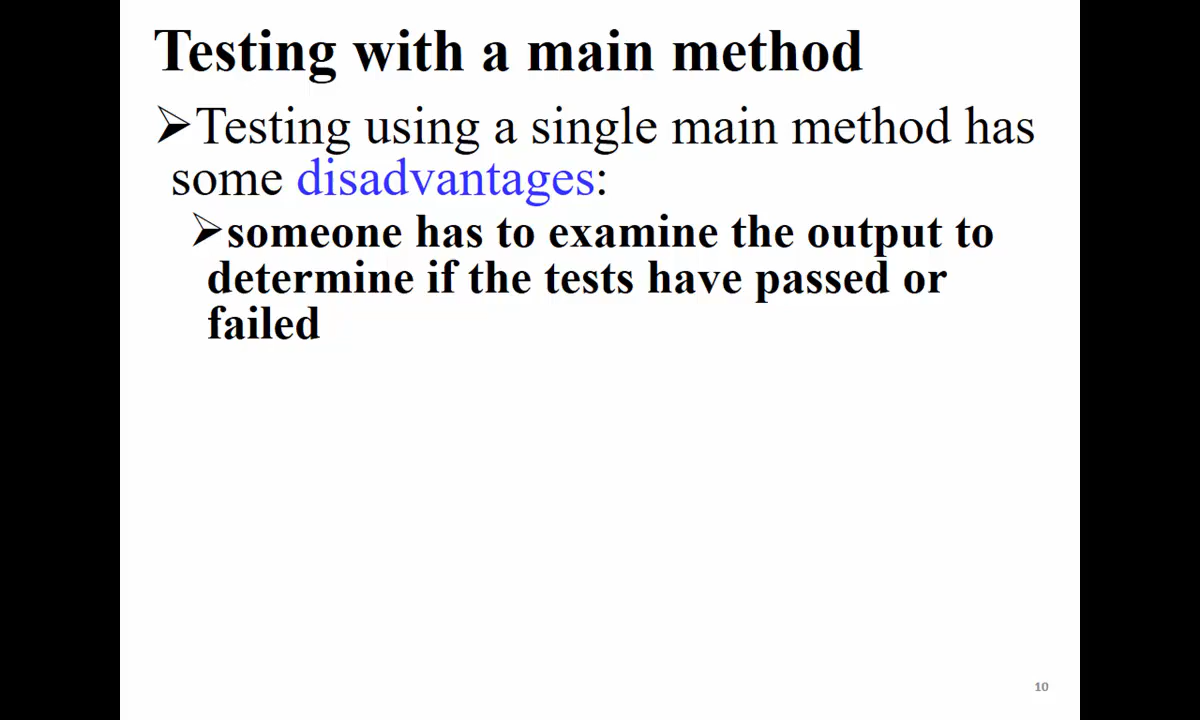 Testing with a main method
➢Testing using a single main method has
some disadvantages:
➢someone has to examine the output to
determine if the tests have passed or
failed
10